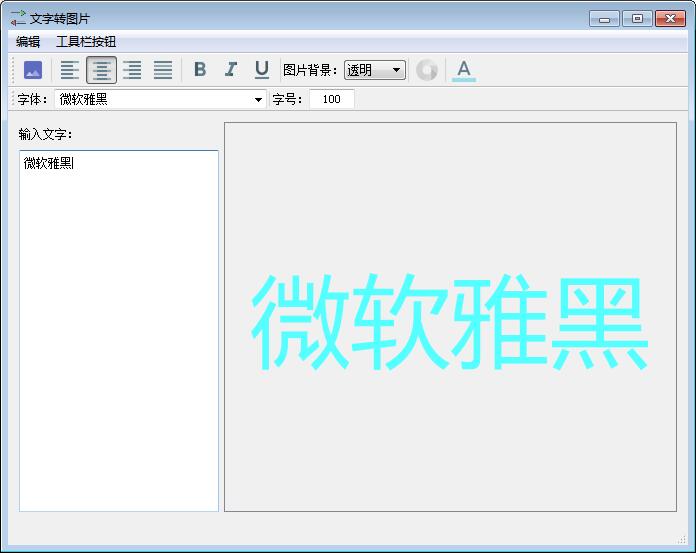 文字转图片
编辑 工具栏按钮
B I U 图片背景： 透明 A
字体： 微软雅黑 字号： 100
输入文字：
微软雅黑
微软雅黑